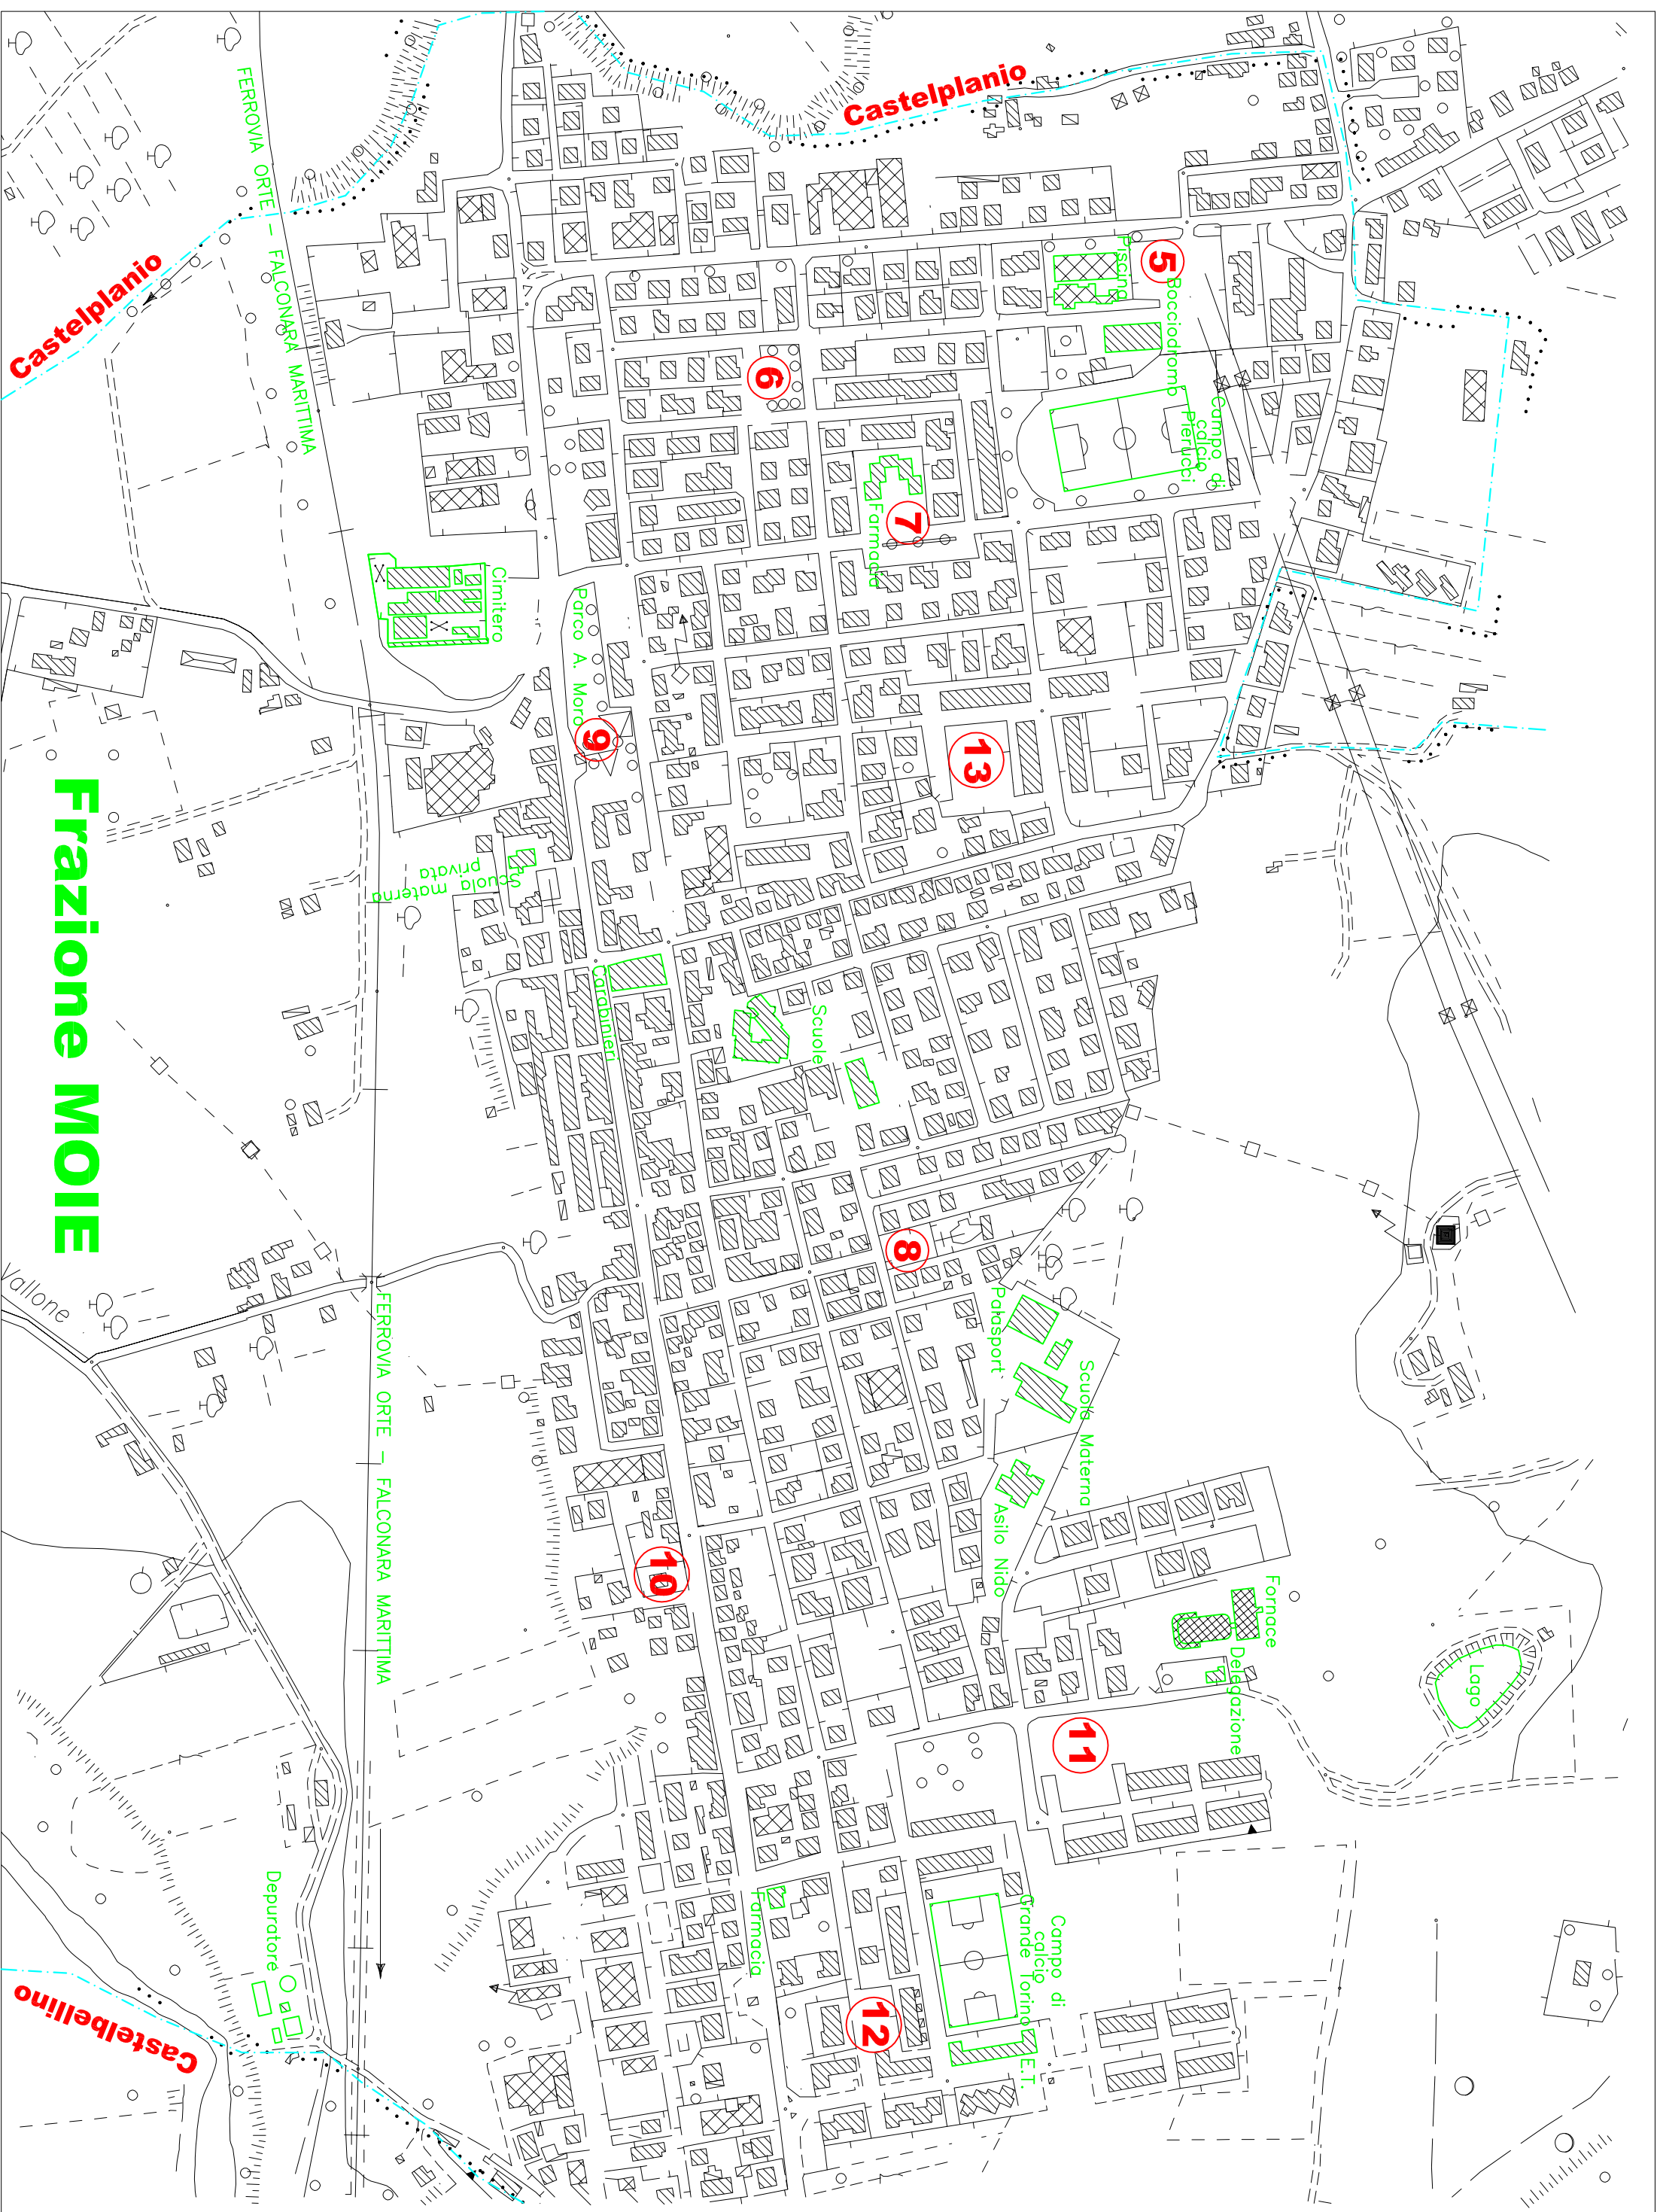 Castelplanio
Castelplanio
FERROVIA ORTE – FALCONARA MARITTIMA
5
Piscina
Bocciodromo
Campo di
calcio
Pierucci
6
7
Farmacia
Cimitero
Parco A. Moro
9
13
Scuola materna
privata
Carabinieri
Scuole
8
Palasport
Scuola Materna
Asilo Nido
Frazione MOIE
Vallone
FERROVIA ORTE – FALCONARA MARITTIMA
10
Fornace
Delegazione
Lago
11
Campo di
calcio
Grande Torino E.T.
Farmacia
12
Depuratore
Castelbellino